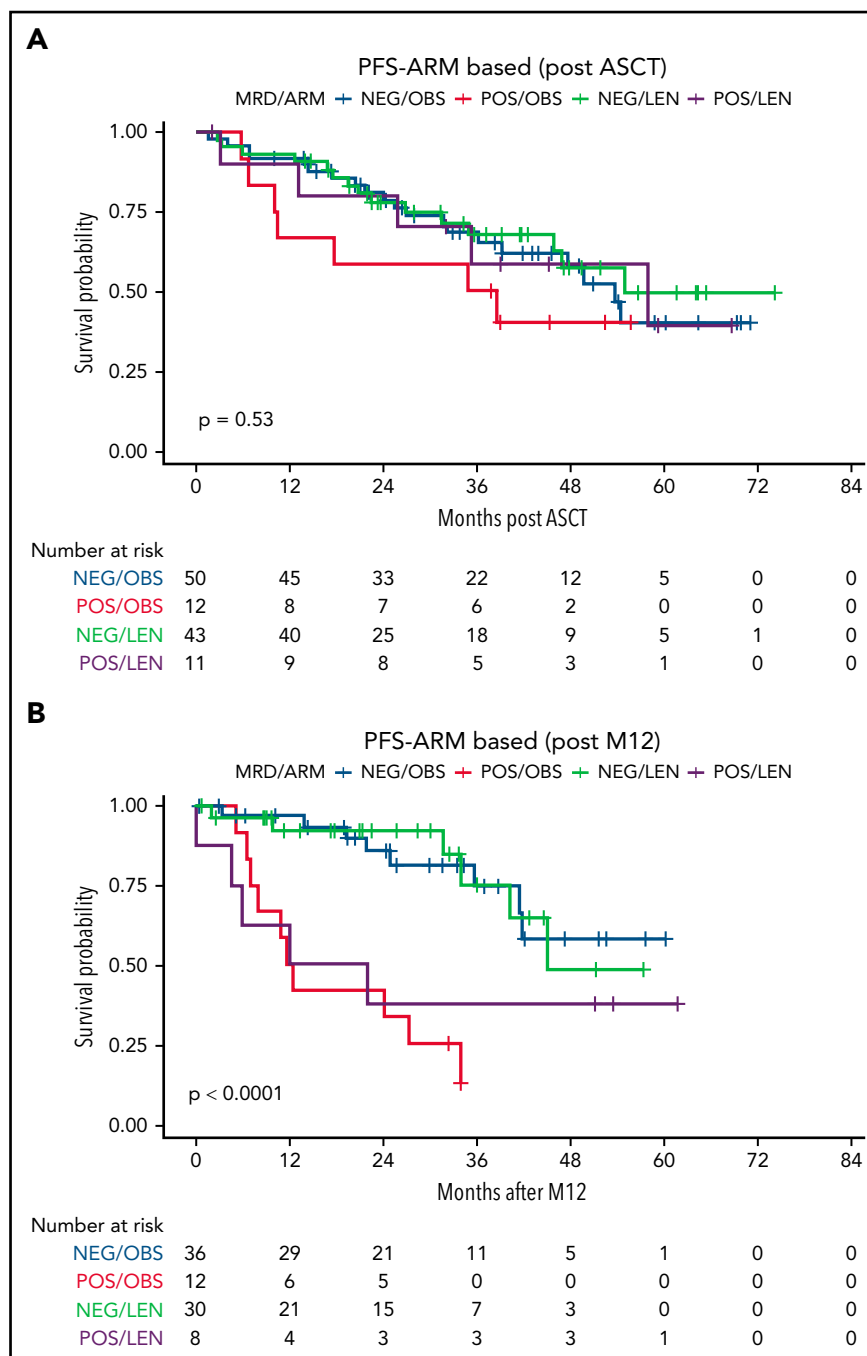 A
PFS-ARM based (post ASCT)
MRD/ARM NEG/OBS POS/OBS NEG/LEN POS/LEN
1.00
0.75
0.50
0.25
0.00
Survival probability
p = 0.53
0 12 24 36 48 60 72 84
Months post ASCT
Number at risk
NEG/OBS 50 45 33 22 12 5 0 0
POS/OBS 12 8 7 6 2 0 0 0
NEG/LEN 43 40 25 18 9 5 1 0
POS/LEN 11 9 8 5 3 1 0 0
B
PFS-ARM based (post M12)
MRD/ARM NEG/OBS POS/OBS NEG/LEN POS/LEN
1.00
0.75
0.50
0.25
0.00
Survival probability
p < 0.0001
0 12 24 36 48 60 72 84
Months after M12
Number at risk
NEG/OBS 36 29 21 11 5 1 0 0
POS/OBS 12 6 5 0 0 0 0 0
NEG/LEN 30 21 15 7 3 0 0 0
POS/LEN 8 4 3 3 3 1 0 0